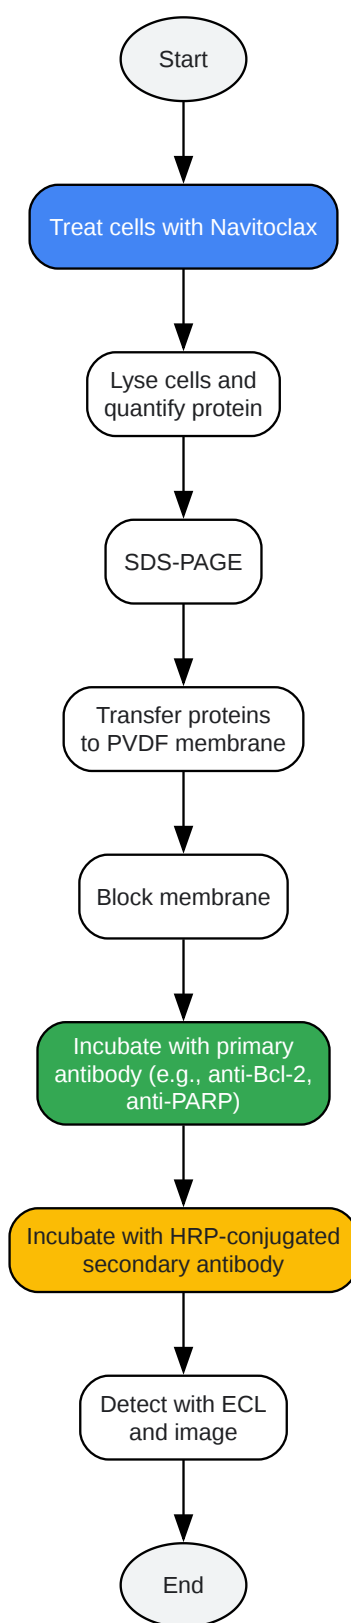 Start
Treat cells with Navitoclax
Lyse cells and
quantify protein
SDS-PAGE
Transfer proteins
to PVDF membrane
Block membrane
Incubate with primary
antibody (e.g., anti-Bcl-2,
anti-PARP)
Incubate with HRP-conjugated
secondary antibody
Detect with ECL
and image
End